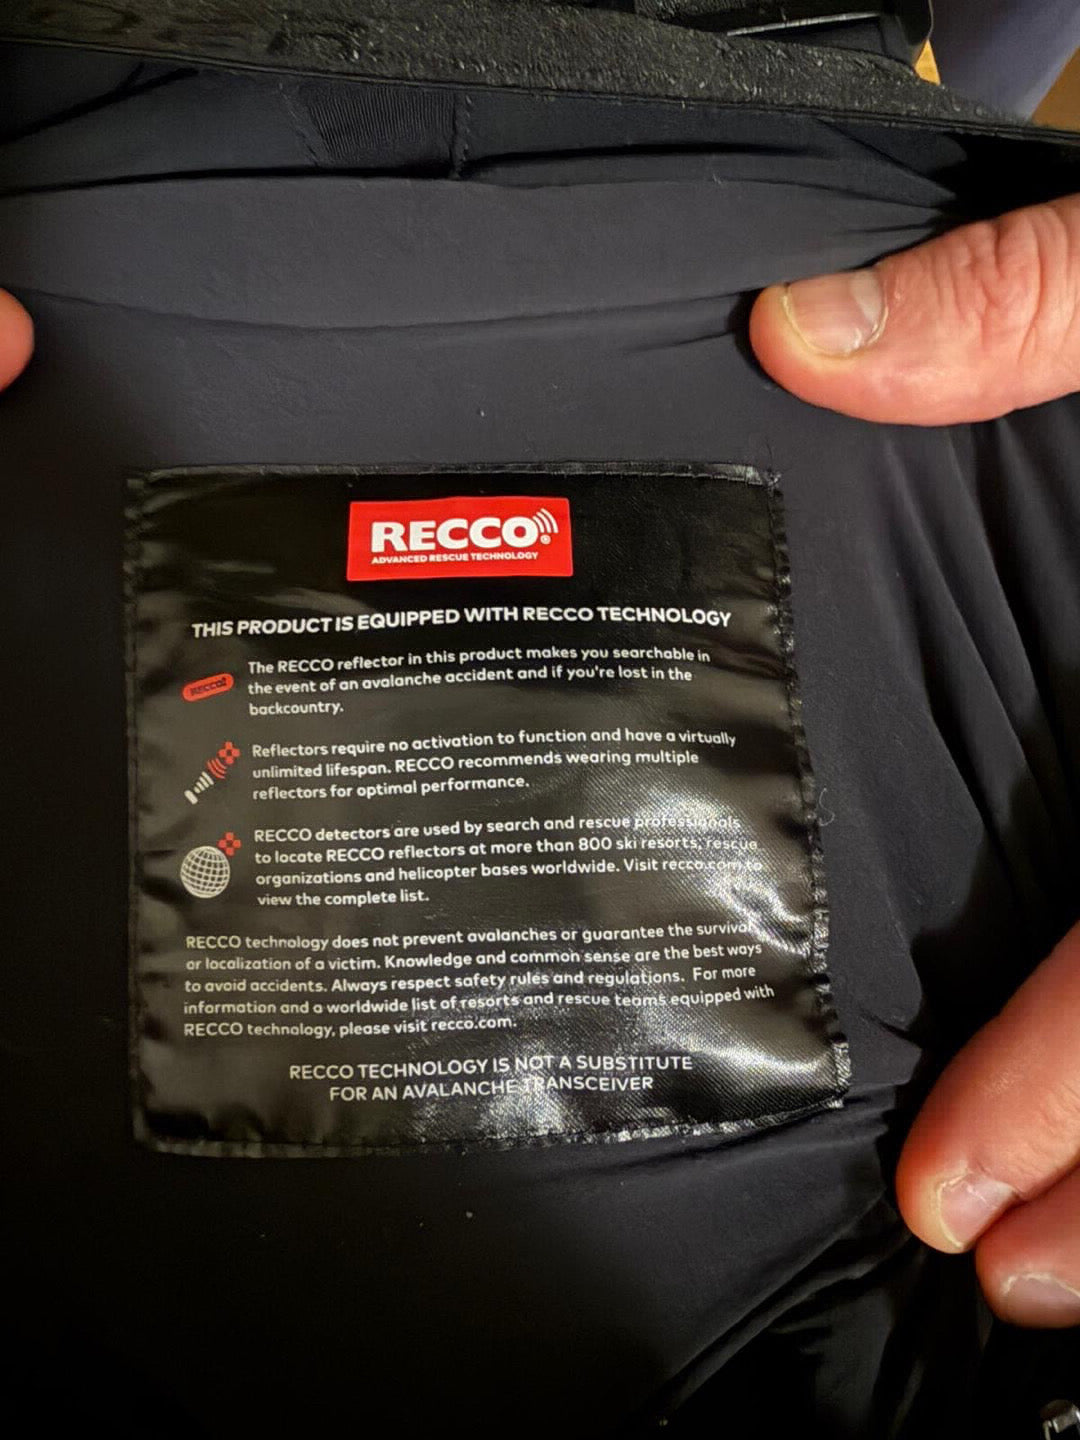 RECCO®
ADVANCED RESCUE TECHNOLOGY
THIS PRODUCT IS EQUIPPED WITH RECCO TECHNOLOGY
The RECCO reflector in this product makes you searchable in
RECCO
the event of an avalanche accident and if you're lost in the
backcountry.
Reflectors require no activation to function and have a virtually
unlimited lifespan. RECCO recommends wearing multiple
reflectors for optimal performance.
RECCO detectors are used by search and rescue professionals
to locate RECCO reflectors at more than 800 ski resorts, rescue
organizations and helicopter bases worldwide. Visit recco.com to
view the complete list.
RECCO technology does not prevent avalanches or guarantee the survival
or localization of a victim. Knowledge and common sense are the best ways
to avoid accidents. Always respect safety rules and regulations. For more
information and a worldwide list of resorts and rescue teams equipped with
RECCO technology, please visit recco.com.
RECCO TECHNOLOGY IS NOT A SUBSTITUTE
FOR AN AVALANCHE TRANSCEIVER